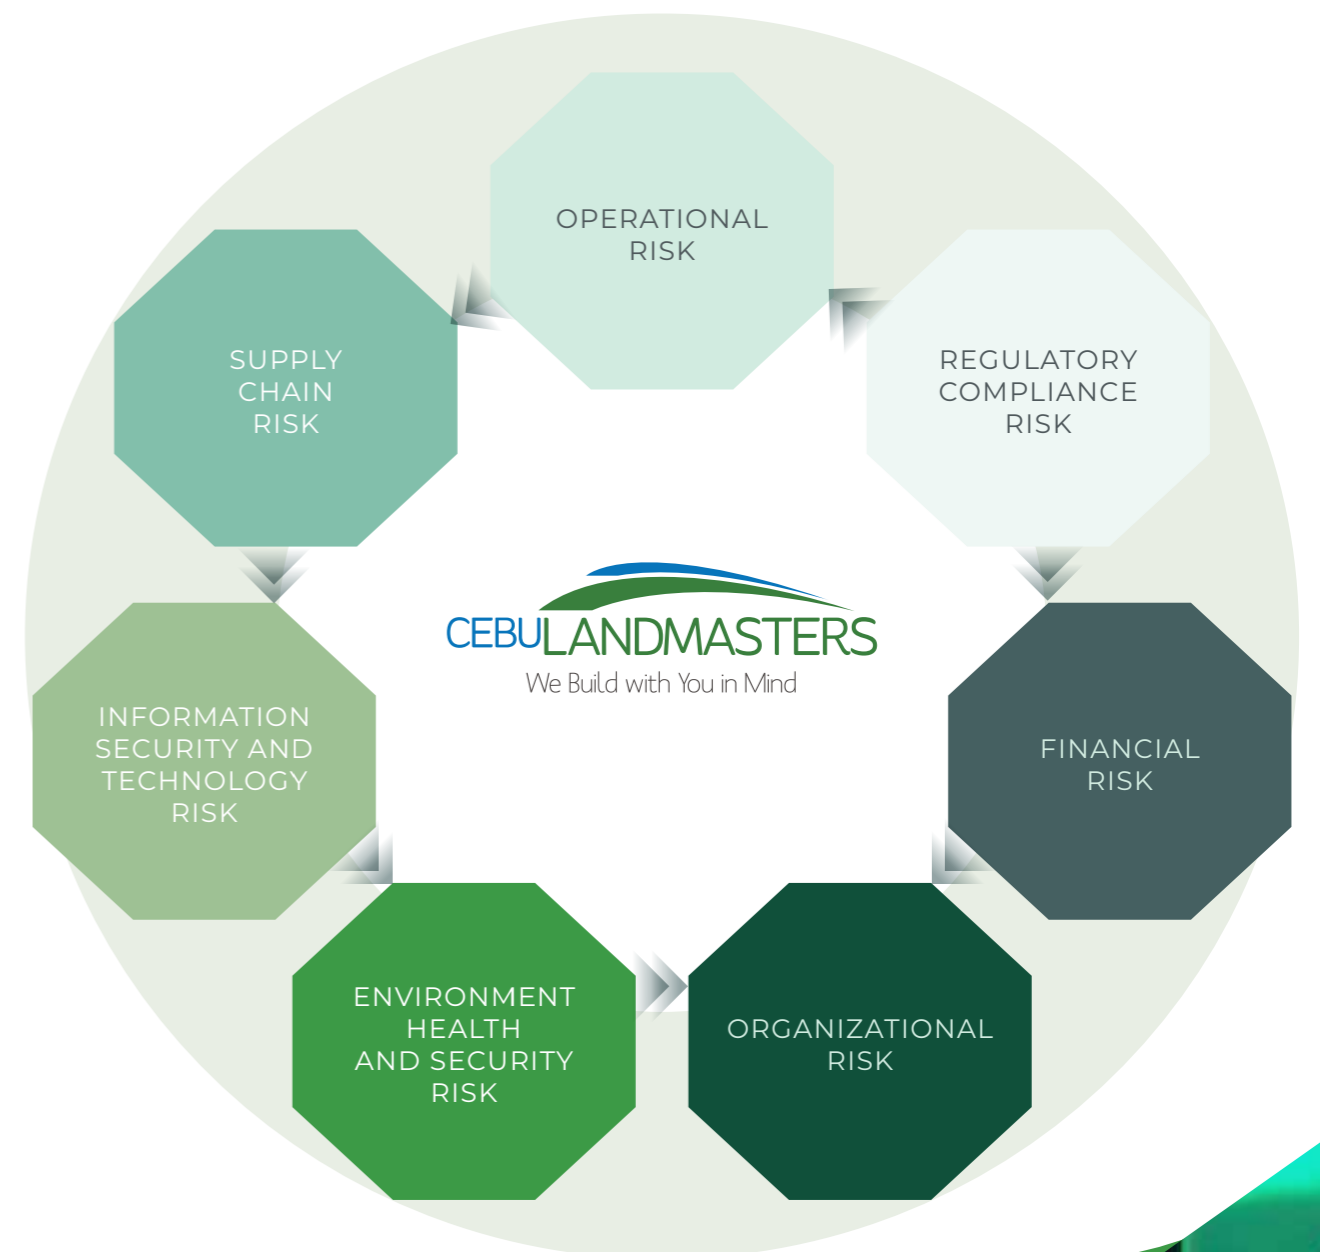 OPERATIONAL
RISK
SUPPLY
CHAIN
RISK
REGULATORY
COMPLIANCE
RISK
CEBULANDMASTERS
We Build with You in Mind
INFORMATION
SECURITY AND
TECHNOLOGY
RISK
FINANCIAL
RISK
ENVIRONMENT
HEALTH
AND SECURITY
RISK
ORGANIZATIONAL
RISK